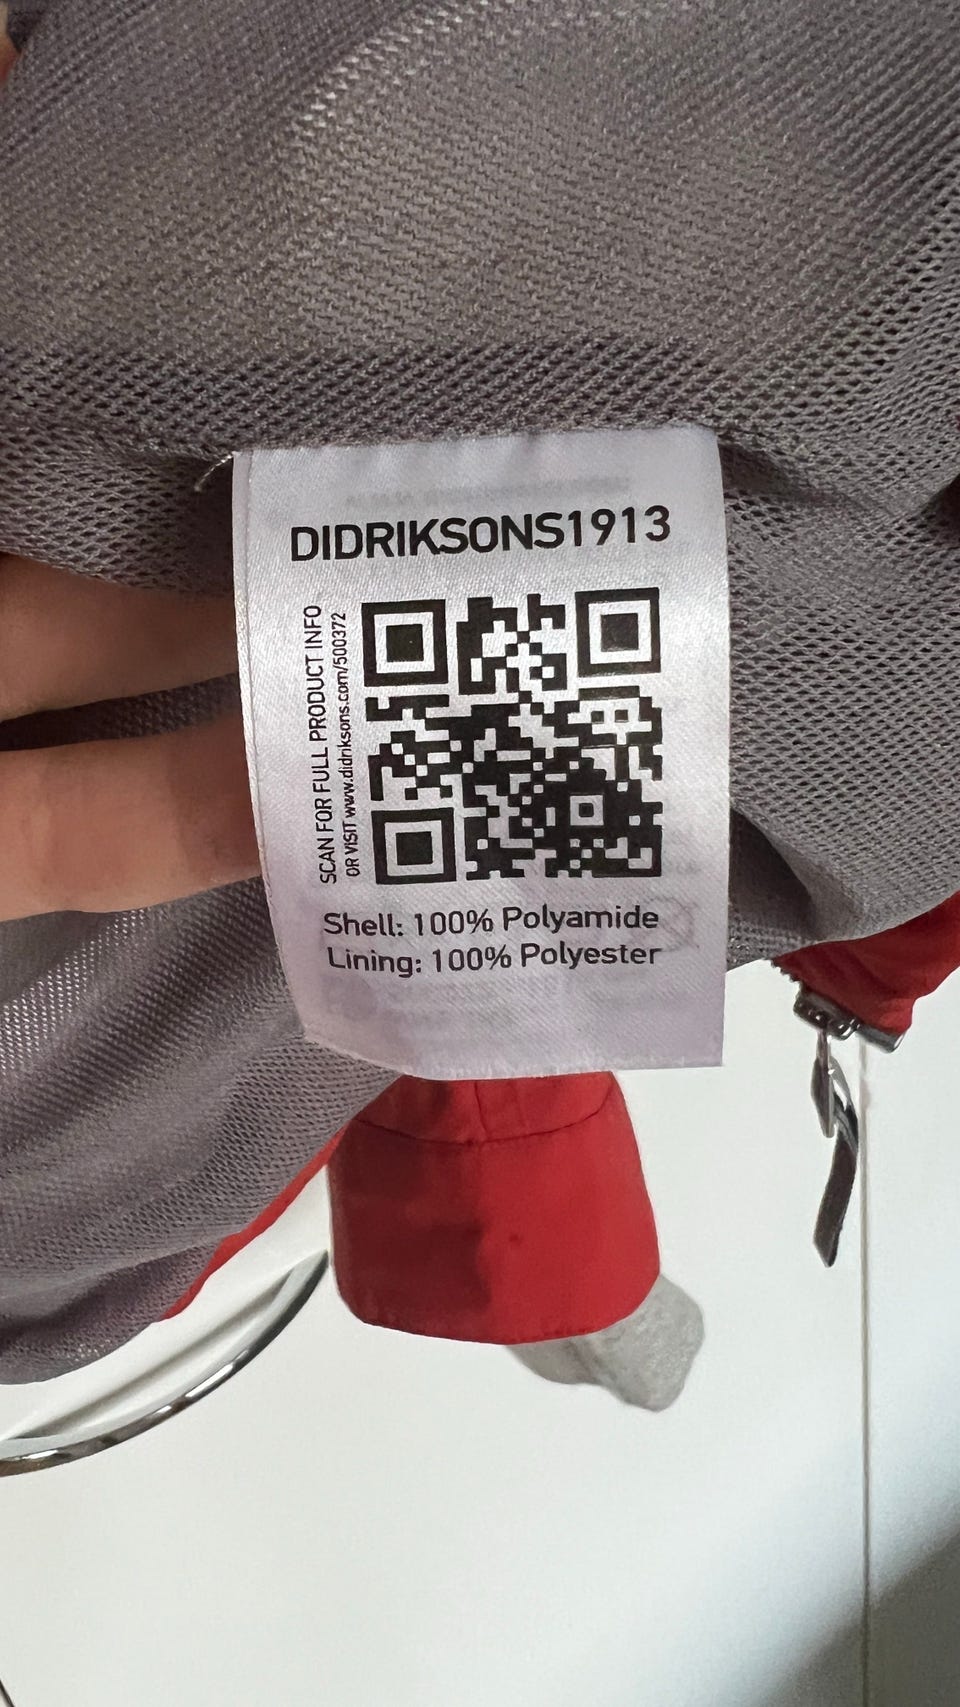 DIDRIKSONS1913
SCAN FOR FULL PRODUCT INFO
OR VISIT www.didriksons.com/500372
Shell: 100% Polyamide
Lining: 100% Polyester